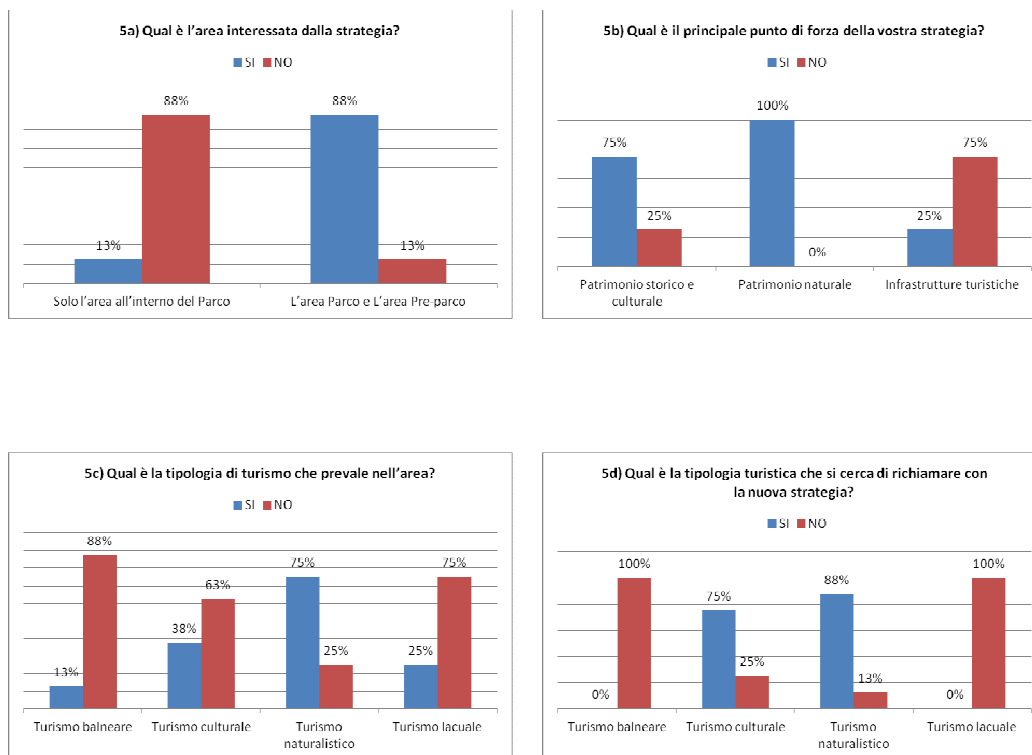 5a) Qual è l'area interessata dalla strategia?
SI NO
88% 88%
13% 13%
Solo l'area all'interno del Parco L'area Parco e L'area Pre-parco
5b) Qual è il principale punto di forza della vostra strategia?
SI NO
100%
75% 75%
25% 25%
0%
Patrimonio storico e Patrimonio naturale Infrastrutture turistiche
culturale
5c) Qual è la tipologia di turismo che prevale nell'area?
SI NO
88%
75% 75%
63%
38%
25% 25%
13%
Turismo balneare Turismo culturale Turismo Turismo lacuale
naturalistico
5d) Qual è la tipologia turistica che si cerca di richiamare con
la nuova strategia?
SI NO
100% 100%
88%
75%
25%
13%
0% 0%
Turismo balneare Turismo culturale Turismo Turismo lacuale
naturalistico